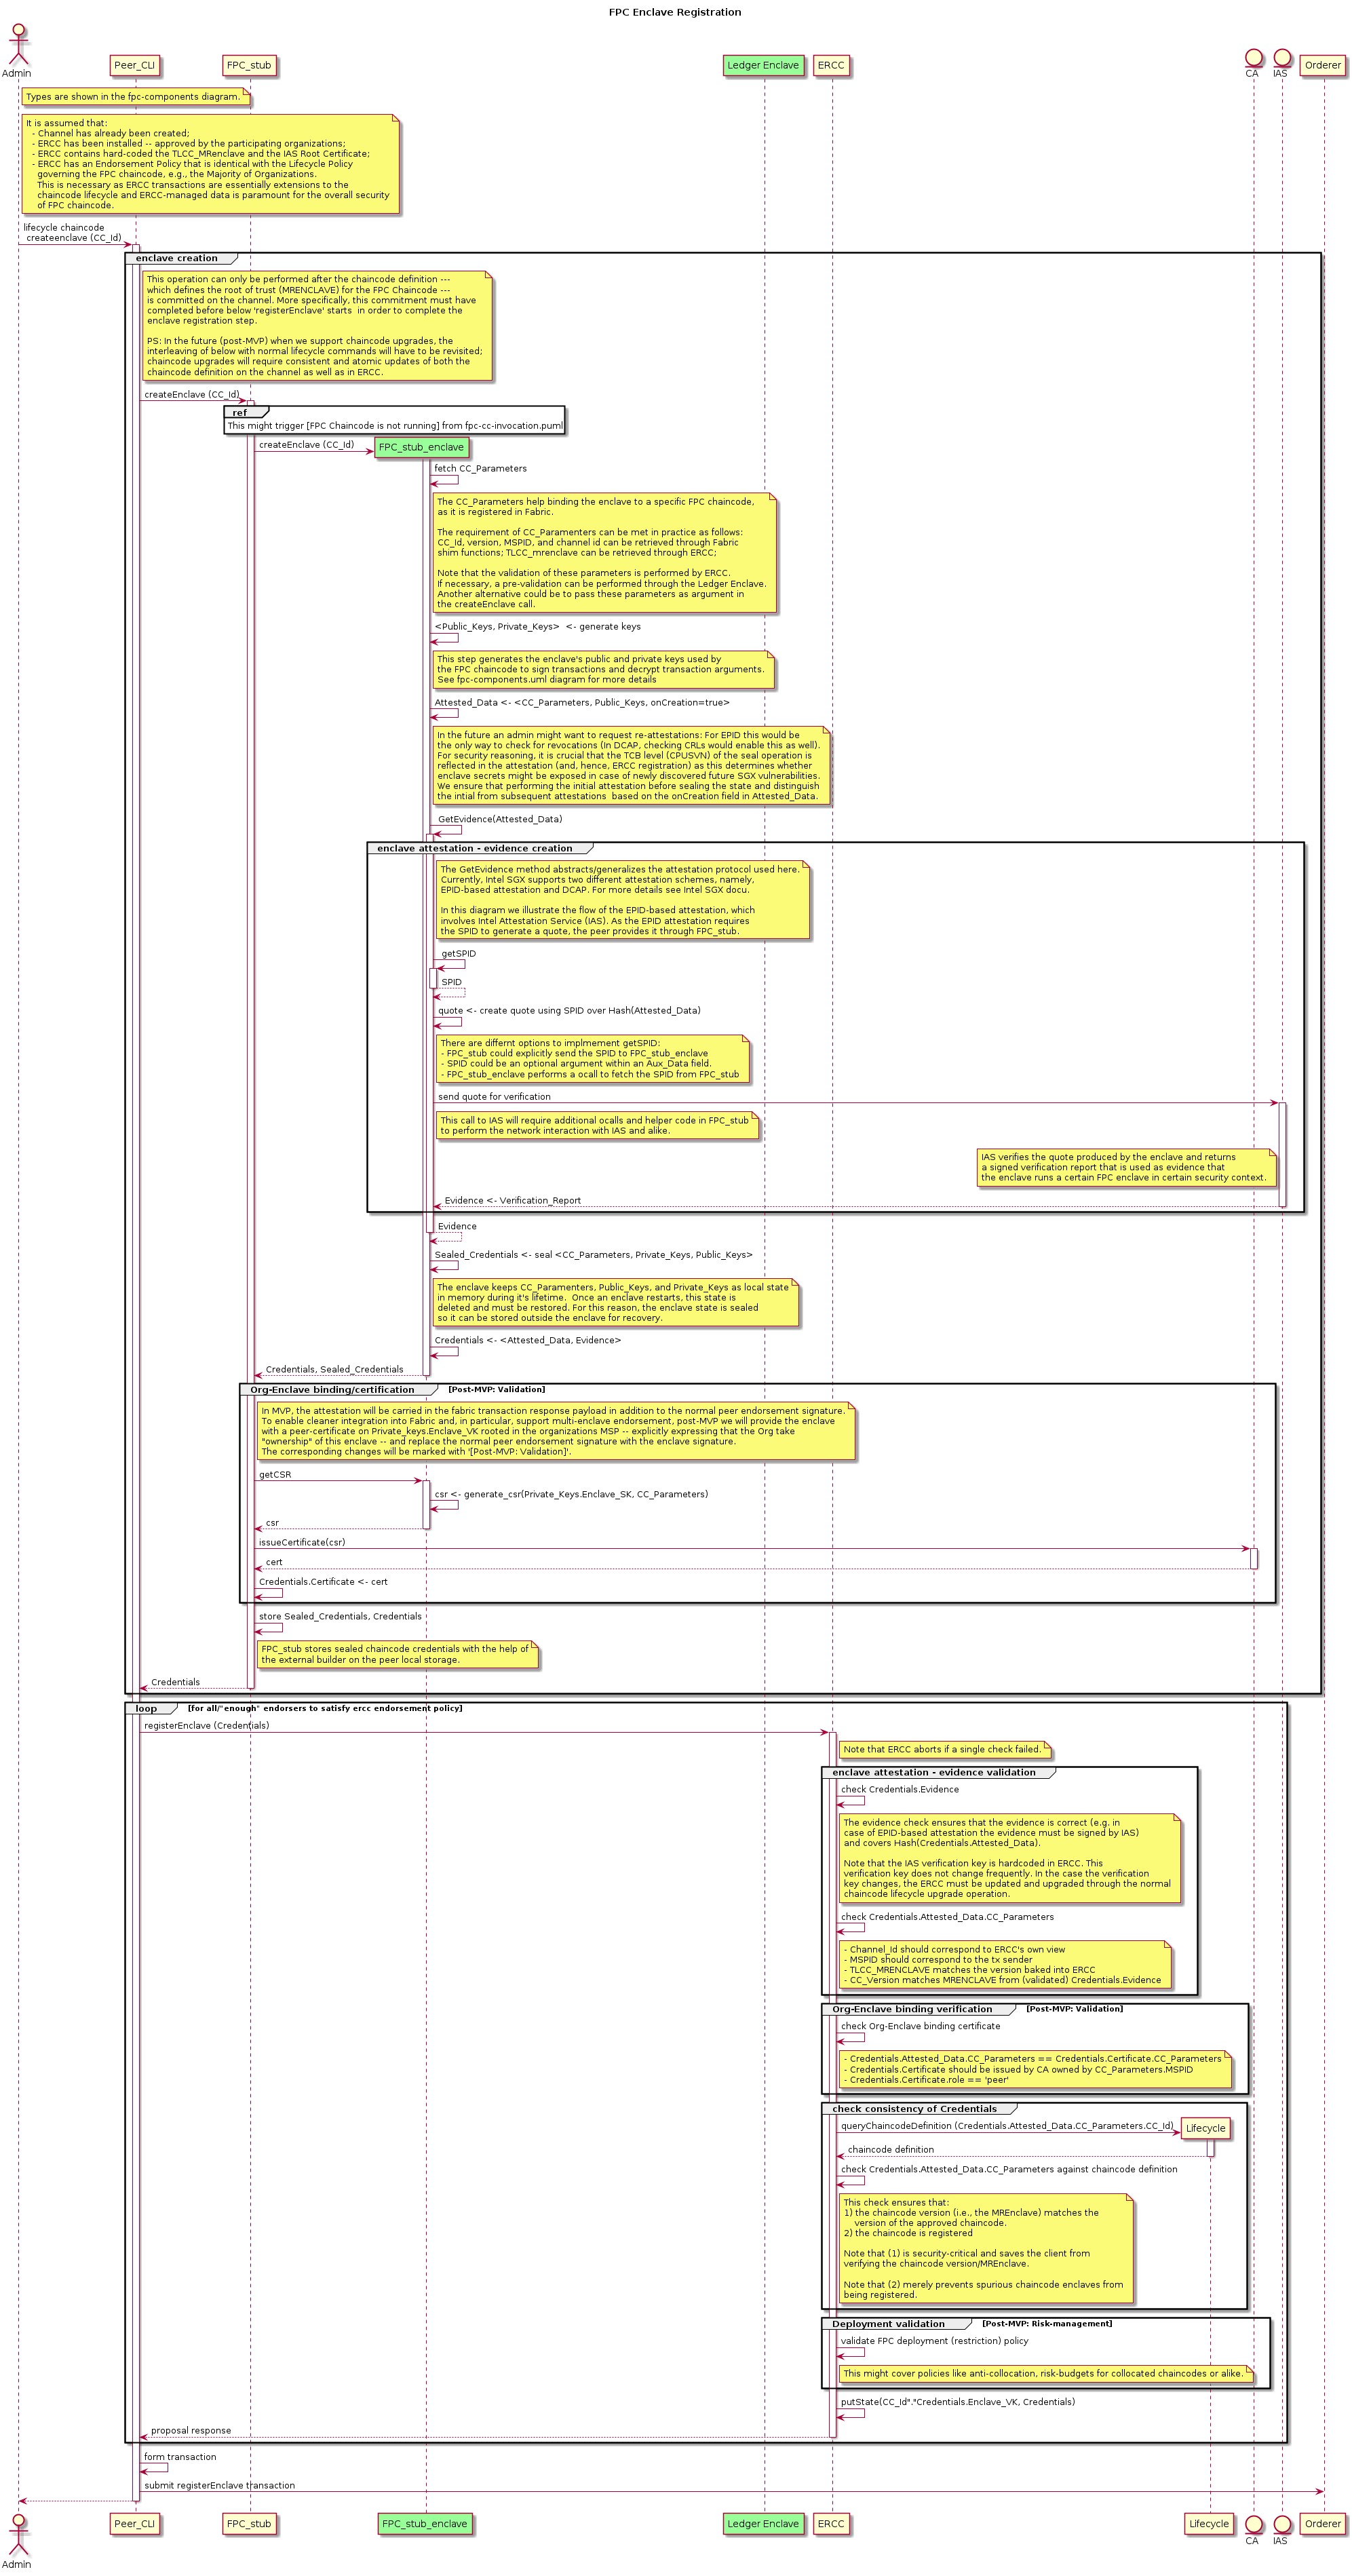 FPC Enclave Registration
Admin
Peer_CLI
FPC_stub
Ledger Enclave
ERCC
CA
IAS
Orderer
Types are shown in the fpc-components diagram.
It is assumed that:
- Channel has already been created;
- ERCC has been installed -- approved by the participating organizations;
- ERCC contains hard-coded the TLCC_MRenclave and the IAS Root Certificate;
- ERCC has an Endorsement Policy that is identical with the Lifecycle Policy
governing the FPC chaincode, e.g., the Majority of Organizations.
This is necessary as ERCC transactions are essentially extensions to the
chaincode lifecycle and ERCC-managed data is paramount for the overall security
of FPC chaincode.
lifecycle chaincode
createenclave (CC_Id)
enclave creation
This operation can only be performed after the chaincode definition ---
which defines the root of trust (MRENCLAVE) for the FPC Chaincode ---
is committed on the channel. More specifically, this commitment must have
completed before below 'registerEnclave' starts  in order to complete the
enclave registration step.
PS: In the future (post-MVP) when we support chaincode upgrades, the
interleaving of below with normal lifecycle commands will have to be revisited;
chaincode upgrades will require consistent and atomic updates of both the
chaincode definition on the channel as well as in ERCC.
createEnclave (CC_Id)
ref
This might trigger [FPC Chaincode is not running] from fpc-cc-invocation.puml
createEnclave (CC_Id)
FPC_stub_enclave
fetch CC_Parameters
The CC_Parameters help binding the enclave to a specific FPC chaincode,
as it is registered in Fabric.
The requirement of CC_Paramenters can be met in practice as follows:
CC_Id, version, MSPID, and channel id can be retrieved through Fabric
shim functions; TLCC_mrenclave can be retrieved through ERCC;
Note that the validation of these parameters is performed by ERCC.
If necessary, a pre-validation can be performed through the Ledger Enclave.
Another alternative could be to pass these parameters as argument in
the createEnclave call.
<Public_Keys, Private_Keys>  <- generate keys
This step generates the enclave's public and private keys used by
the FPC chaincode to sign transactions and decrypt transaction arguments.
See fpc-components.uml diagram for more details
Attested_Data <- <CC_Parameters, Public_Keys, onCreation=true>
In the future an admin might want to request re-attestations: For EPID this would be
the only way to check for revocations (In DCAP, checking CRLs would enable this as well).
For security reasoning, it is crucial that the TCB level (CPUSVN) of the seal operation is
reflected in the attestation (and, hence, ERCC registration) as this determines whether
enclave secrets might be exposed in case of newly discovered future SGX vulnerabilities.
We ensure that performing the initial attestation before sealing the state and distinguish
the intial from subsequent attestations  based on the onCreation field in Attested_Data.
GetEvidence(Attested_Data)
enclave attestation - evidence creation
The GetEvidence method abstracts/generalizes the attestation protocol used here.
Currently, Intel SGX supports two different attestation schemes, namely,
EPID-based attestation and DCAP. For more details see Intel SGX docu.
In this diagram we illustrate the flow of the EPID-based attestation, which
involves Intel Attestation Service (IAS). As the EPID attestation requires
the SPID to generate a quote, the peer provides it through FPC_stub.
getSPID
SPID
quote <- create quote using SPID over Hash(Attested_Data)
There are differnt options to implmement getSPID:
- FPC_stub could explicitly send the SPID to FPC_stub_enclave
- SPID could be an optional argument within an Aux_Data field.
- FPC_stub_enclave performs a ocall to fetch the SPID from FPC_stub
send quote for verification
This call to IAS will require additional ocalls and helper code in FPC_stub
to perform the network interaction with IAS and alike.
IAS verifies the quote produced by the enclave and returns
a signed verification report that is used as evidence that
the enclave runs a certain FPC enclave in certain security context.
Evidence <- Verification_Report
Evidence
Sealed_Credentials <- seal <CC_Parameters, Private_Keys, Public_Keys>
The enclave keeps CC_Paramenters, Public_Keys, and Private_Keys as local state
in memory during it's lifetime.  Once an enclave restarts, this state is
deleted and must be restored. For this reason, the enclave state is sealed
so it can be stored outside the enclave for recovery.
Credentials <- <Attested_Data, Evidence>
Credentials, Sealed_Credentials
Org-Enclave binding/certification [Post-MVP: Validation]
In MVP, the attestation will be carried in the fabric transaction response payload in addition to the normal peer endorsement signature.
To enable cleaner integration into Fabric and, in particular, support multi-enclave endorsement, post-MVP we will provide the enclave
with a peer-certificate on Private_keys.Enclave_VK rooted in the organizations MSP -- explicitly expressing that the Org take
"ownership" of this enclave -- and replace the normal peer endorsement signature with the enclave signature.
The corresponding changes will be marked with '[Post-MVP: Validation]'.
getCSR
csr <- generate_csr(Private_Keys.Enclave_SK, CC_Parameters)
csr
issueCertificate(csr)
cert
Credentials.Certificate <- cert
store Sealed_Credentials, Credentials
FPC_stub stores sealed chaincode credentials with the help of
the external builder on the peer local storage.
Credentials
loop [for all/"enough" endorsers to satisfy ercc endorsement policy]
registerEnclave (Credentials)
Note that ERCC aborts if a single check failed.
enclave attestation - evidence validation
check Credentials.Evidence
The evidence check ensures that the evidence is correct (e.g. in
case of EPID-based attestation the evidence must be signed by IAS)
and covers Hash(Credentials.Attested_Data).
Note that the IAS verification key is hardcoded in ERCC. This
verification key does not change frequently. In the case the verification
key changes, the ERCC must be updated and upgraded through the normal
chaincode lifecycle upgrade operation.
check Credentials.Attested_Data.CC_Parameters
- Channel_Id should correspond to ERCC's own view
- MSPID should correspond to the tx sender
- TLCC_MRENCLAVE matches the version baked into ERCC
- CC_Version matches MRENCLAVE from (validated) Credentials.Evidence
Org-Enclave binding verification [Post-MVP: Validation]
check Org-Enclave binding certificate
- Credentials.Attested_Data.CC_Parameters == Credentials.Certificate.CC_Parameters
- Credentials.Certificate should be issued by CA owned by CC_Parameters.MSPID
- Credentials.Certificate.role == 'peer'
check consistency of Credentials
queryChaincodeDefinition (Credentials.Attested_Data.CC_Parameters.CC_Id)
Lifecycle
chaincode definition
check Credentials.Attested_Data.CC_Parameters against chaincode definition
This check ensures that:
1) the chaincode version (i.e., the MREnclave) matches the
version of the approved chaincode.
2) the chaincode is registered
Note that (1) is security-critical and saves the client from
verifying the chaincode version/MREnclave.
Note that (2) merely prevents spurious chaincode enclaves from
being registered.
Deployment validation [Post-MVP: Risk-management]
validate FPC deployment (restriction) policy
This might cover policies like anti-collocation, risk-budgets for collocated chaincodes or alike.
putState(CC_Id"."Credentials.Enclave_VK, Credentials)
proposal response
form transaction
submit registerEnclave transaction
Admin
Peer_CLI
FPC_stub
FPC_stub_enclave
Ledger Enclave
ERCC
Lifecycle
CA
IAS
Orderer